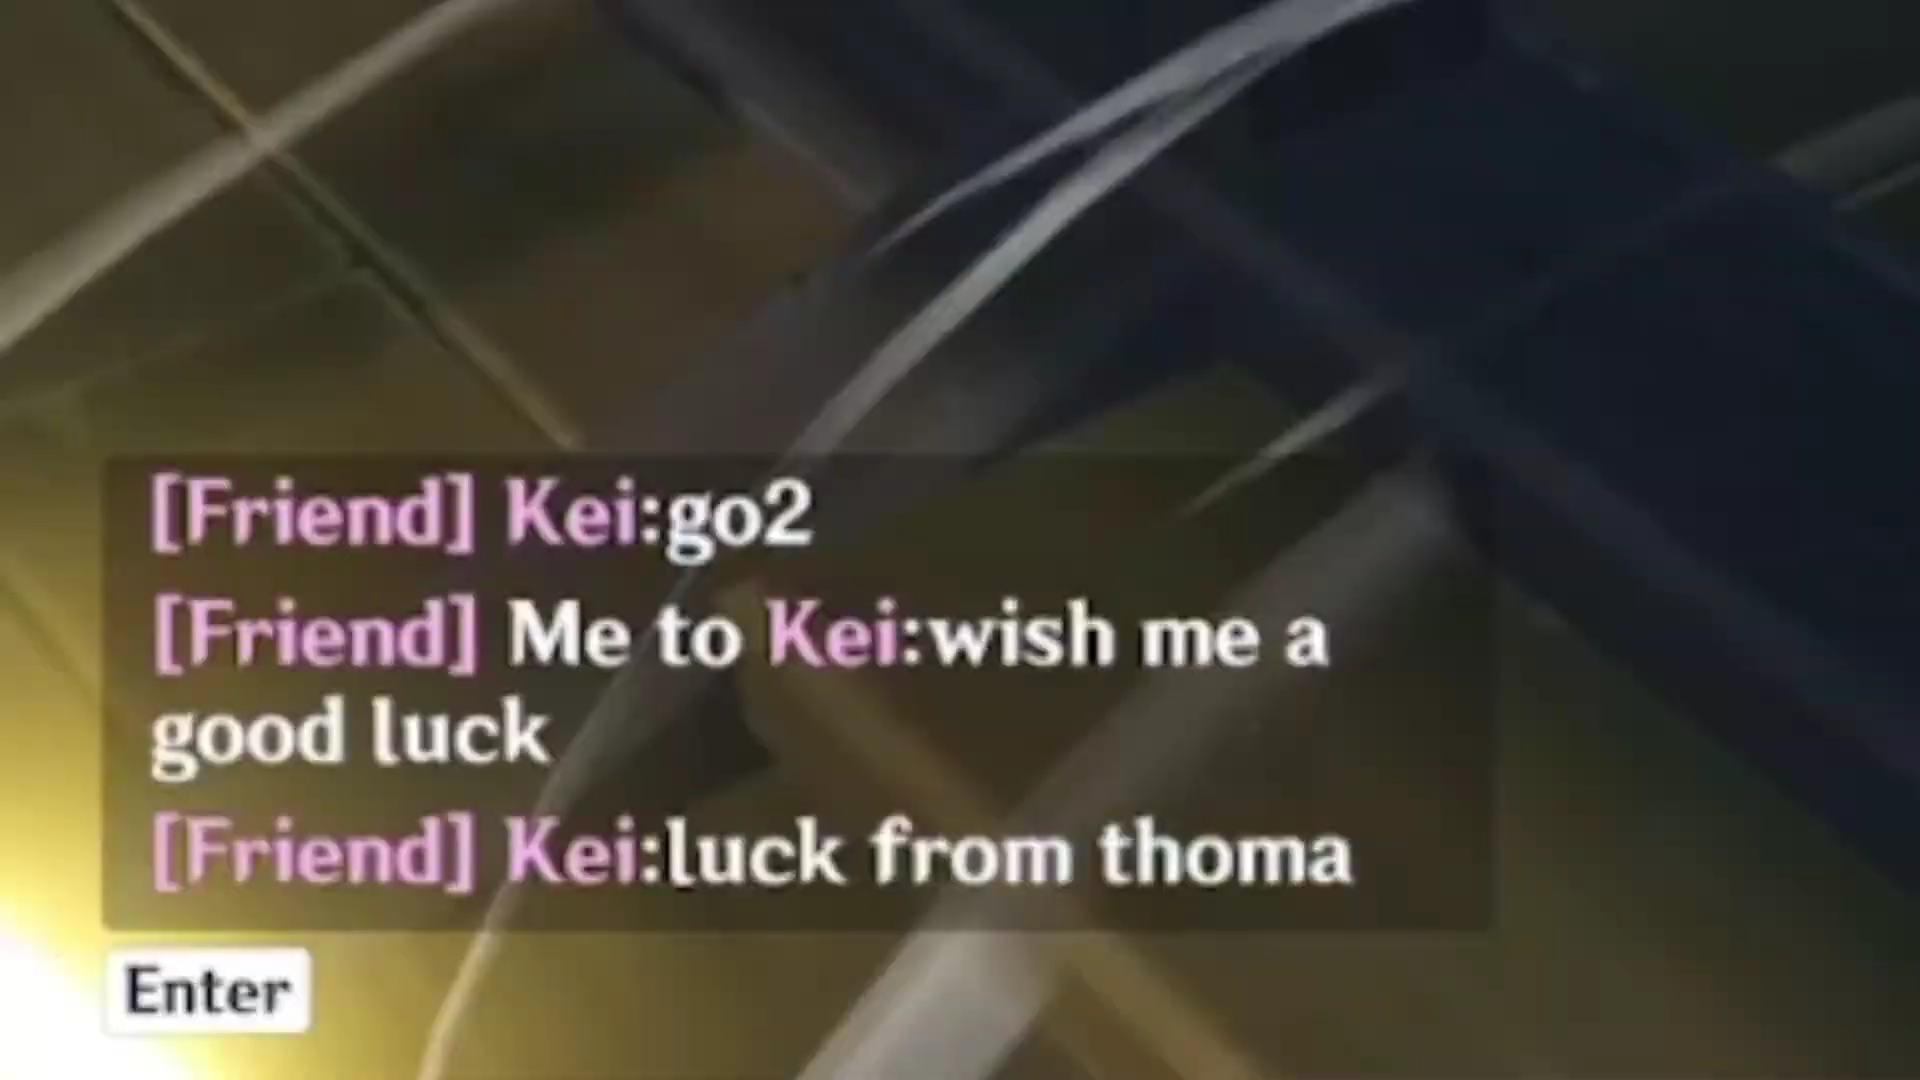 [Friend] Kei:go2
[Friend] Me to Kei:wish me a
good luck
[Friend] Kei:luck from thoma
Enter